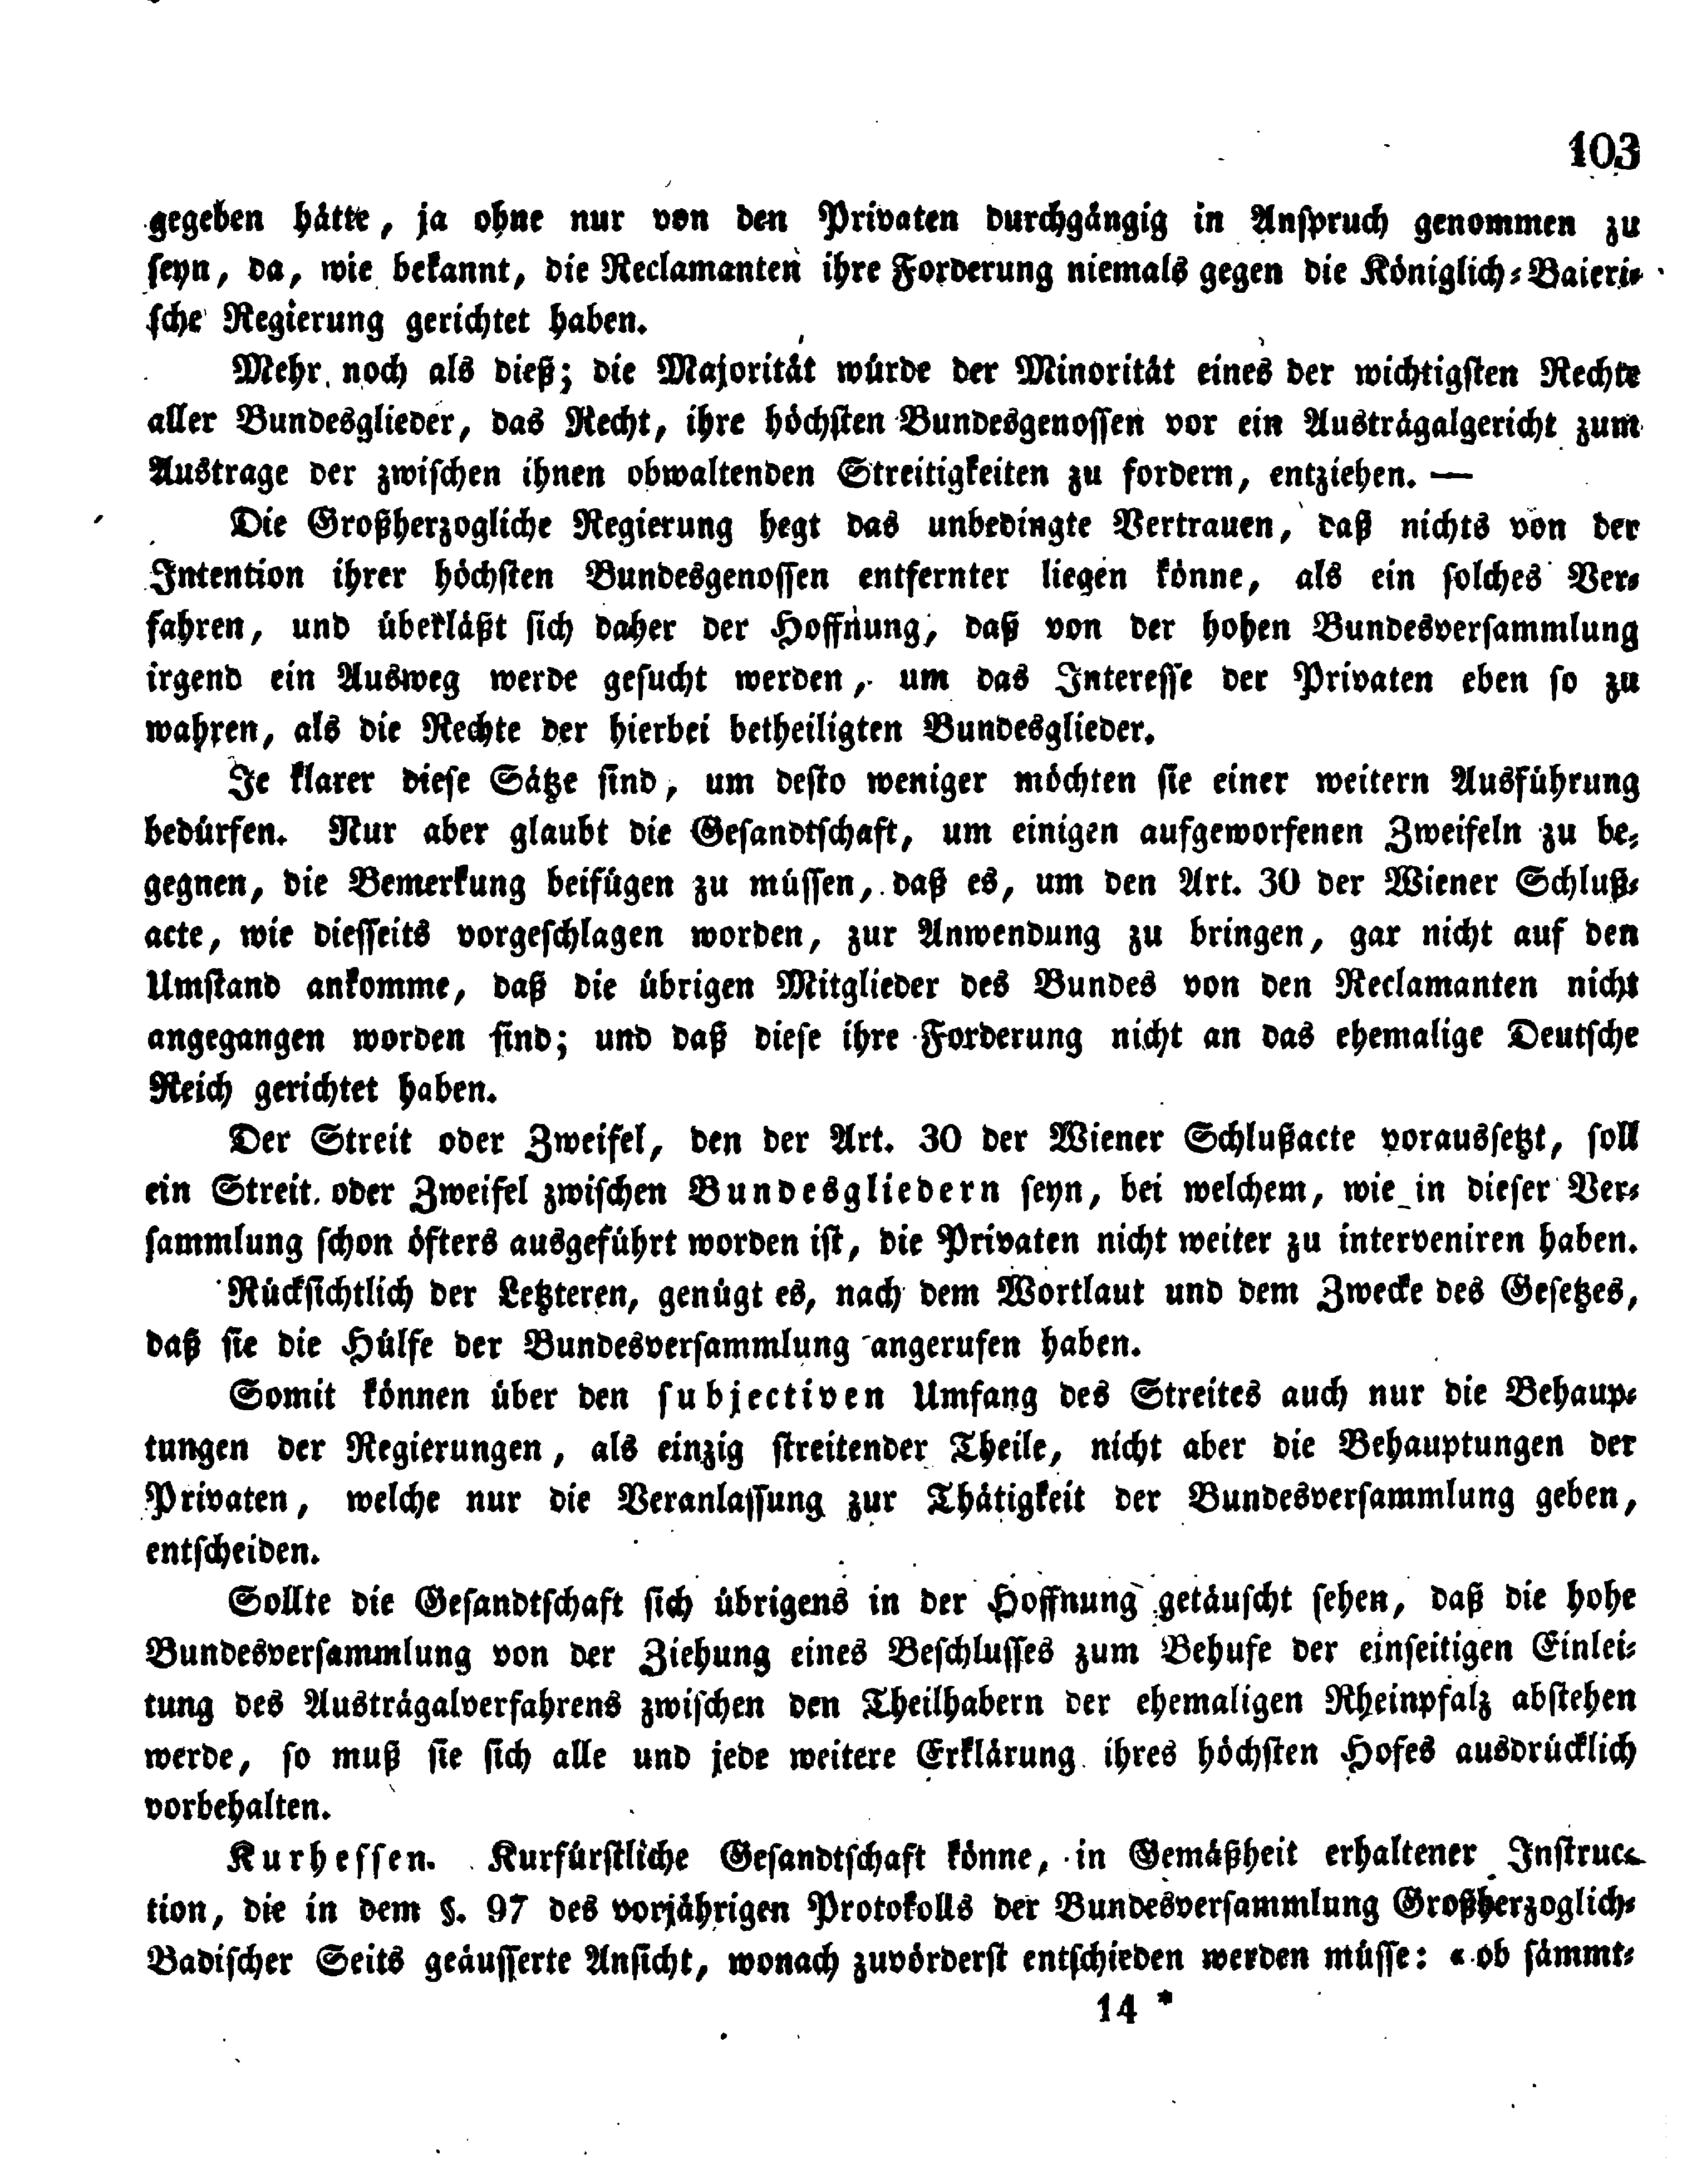 103
gegeben hätte, ja ohne nur von den Privaten durchgängig in Anspruch genommen zu
seyn, da, wie bekannt, die Reclamanten ihre Forderung niemals gegen die Königlich-Baieri-
sche Regierung gerichtet haben.
Mehr noch als dieß; die Majorität würde der Minorität eines der wichtigsten Rechte
aller Bundesglieder, das Recht, ihre höchsten Bundesgenossen vor ein Austrägalgericht zum
Austrage der zwischen ihnen obwaltenden Streitigkeiten zu fordern, entziehen. —
Die Großherzogliche Regierung hegt das unbedingte Vertrauen, daß nichts von der
Intention ihrer höchsten Bundesgenossen entfernter liegen könne, als ein solches Ver-
fahren, und überläßt sich daher der Hoffnung, daß von der hohen Bundesversammlung
irgend ein Ausweg werde gesucht werden, um das Interesse der Privaten eben so zu
wahren, als die Rechte der hierbei betheiligten Bundesglieder.
Je klarer diese Sätze sind, um desto weniger möchten sie einer weitern Ausführung
bedürfen. Nur aber glaubt die Gesandtschaft, um einigen aufgeworfenen Zweifeln zu be-
gegnen, die Bemerkung beifügen zu müssen, daß es, um den Art. 30 der Wiener Schluß-
acte, wie diesseits vorgeschlagen worden, zur Anwendung zu bringen, gar nicht auf den
Umstand ankomme, daß die übrigen Mitglieder des Bundes von den Reclamanten nicht
angegangen worden sind; und daß diese ihre Forderung nicht an das ehemalige Deutsche
Reich gerichtet haben.
Der Streit oder Zweifel, den der Art. 30 der Wiener Schlußacte voraussetzt, soll
ein Streit oder Zweifel zwischen Bundesgliedern seyn, bei welchem, wie in dieser Ver-
sammlung schon öfters ausgeführt worden ist, die Privaten nicht weiter zu interveniren haben.
Rücksichtlich der Letzteren, genügt es, nach dem Wortlaut und dem Zwecke des Gesetzes,
daß sie die Hülfe der Bundesversammlung angerufen haben.
Somit können über den subjectiven Umfang des Streites auch nur die Behaup-
tungen der Regierungen, als einzig streitender Theile, nicht aber die Behauptungen der
Privaten, welche nur die Veranlassung zur Thätigkeit der Bundesversammlung geben,
entscheiden.
Sollte die Gesandtschaft sich übrigens in der Hoffnung getäuscht sehen, daß die hohe
Bundesversammlung von der Ziehung eines Beschlusses zum Behufe der einseitigen Einlei-
tung des Austrägalverfahrens zwischen den Theilhabern der ehemaligen Rheinpfalz abstehen
werde, so muß sie sich alle und jede weitere Erklärung ihres höchsten Hofes ausdrücklich
vorbehalten.
Kurhessen. Kurfürstliche Gesandtschaft könne, in Gemäßheit erhaltener Instruc-
tion, die in dem §. 97 des vorjährigen Protokolls der Bundesversammlung Großherzoglich-
Badischer Seits geäusserte Ansicht, wonach zuvörderst entschieden werden müsse: «ob sämmt-
14 *